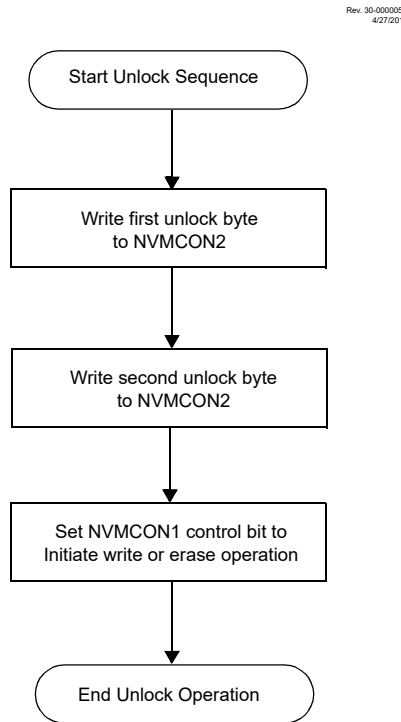 Rev. 30-000005
4/27/201
Start Unlock Sequence
Write first unlock byte
to NVMCON2
Write second unlock byte
to NVMCON2
Set NVMCON1 control bit to
Initiate write or erase operation
End Unlock Operation